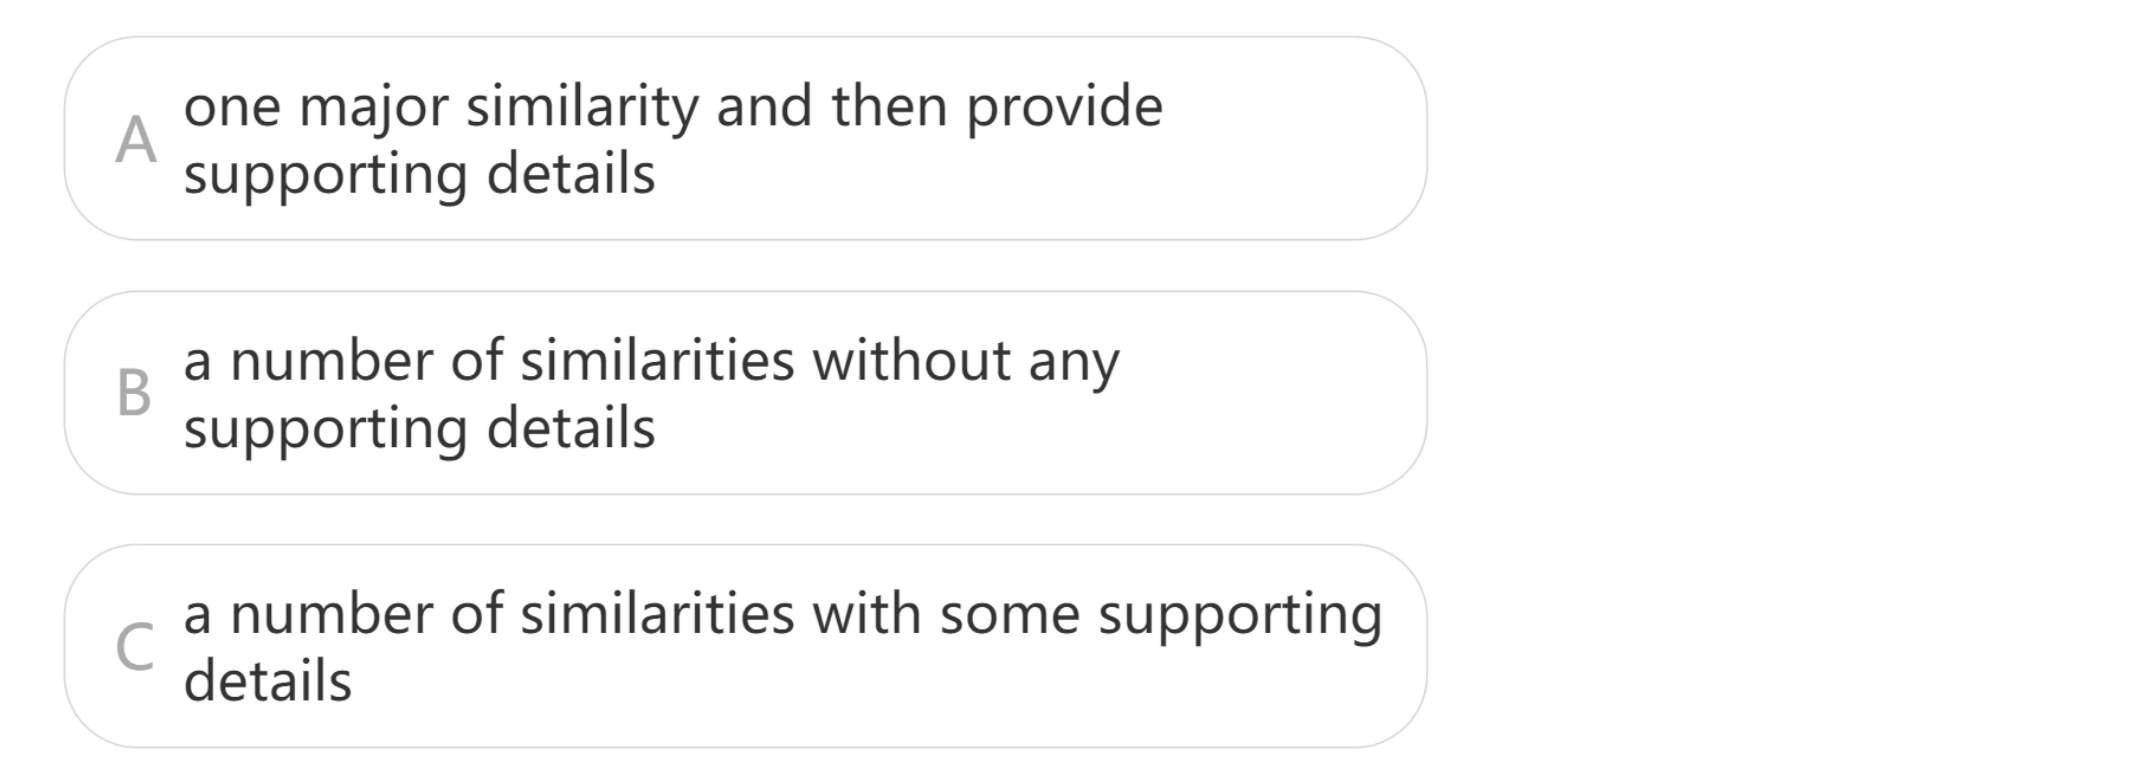 A one major similarity and then provide
supporting details
B a number of similarities without any
supporting details
C a number of similarities with some supporting
details